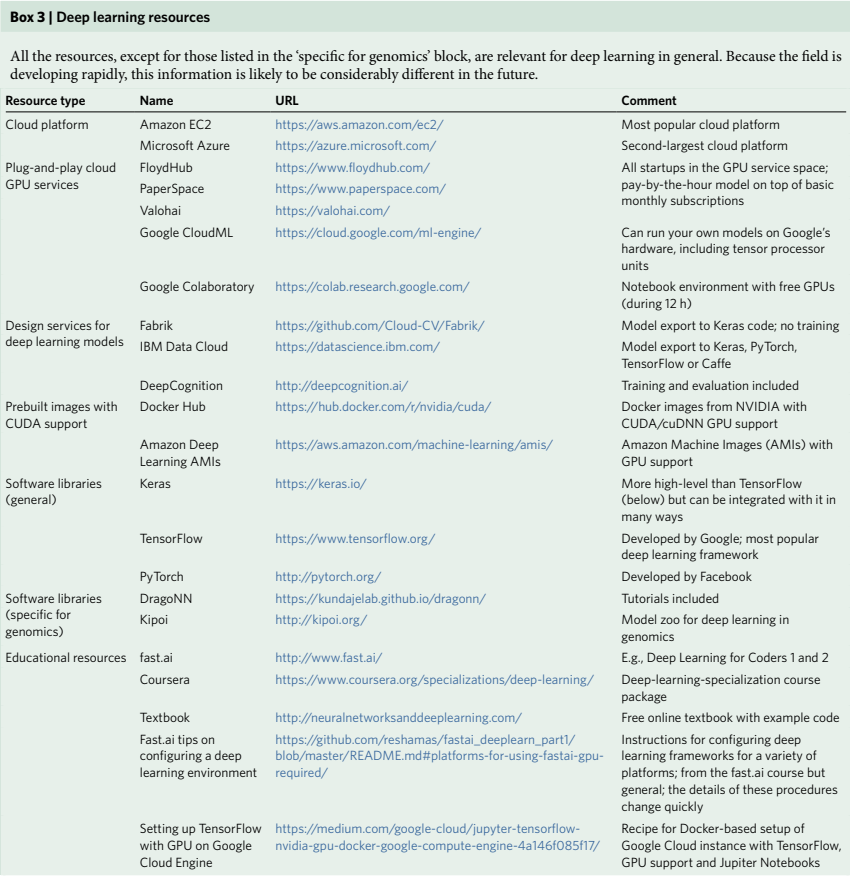 Box 3 | Deep learning resources
All the resources, except for those listed in the ‘specific for genomics’ block, are relevant for deep learning in general. Because the field is
developing rapidly, this information is likely to be considerably different in the future.
Resource type Name URL Comment
Cloud platform Amazon EC2 https://aws.amazon.com/ec2/ Most popular cloud platform
Microsoft Azure https://azure.microsoft.com/ Second-largest cloud platform
Plug-and-play cloud FloydHub https://www.floydhub.com/ All startups in the GPU service space;
GPU services PaperSpace https://www.paperspace.com/ pay-by-the-hour model on top of basic
monthly subscriptions
Valohai https://valohai.com/
Google CloudML https://cloud.google.com/ml-engine/ Can run your own models on Google’s
hardware, including tensor processor
units
Google Colaboratory https://colab.research.google.com/ Notebook environment with free GPUs
(during 12 h)
Design services for Fabrik https://github.com/Cloud-CV/Fabrik/ Model export to Keras code; no training
deep learning models IBM Data Cloud https://datascience.ibm.com/ Model export to Keras, PyTorch,
TensorFlow or Caffe
DeepCognition http://deepcognition.ai/ Training and evaluation included
Prebuilt images with Docker Hub https://hub.docker.com/r/nvidia/cuda/ Docker images from NVIDIA with
CUDA support CUDA/cuDNN GPU support
Amazon Deep https://aws.amazon.com/machine-learning/amis/ Amazon Machine Images (AMIs) with
Learning AMIs GPU support
Software libraries Keras https://keras.io/ More high-level than TensorFlow
(general) (below) but can be integrated with it in
many ways
TensorFlow https://www.tensorflow.org/ Developed by Google; most popular
deep learning framework
PyTorch http://pytorch.org/ Developed by Facebook
Software libraries DragoNN https://kundajelab.github.io/dragonn/ Tutorials included
(specific for Kipoi http://kipoi.org/ Model zoo for deep learning in
genomics) genomics
Educational resources fast.ai http://www.fast.ai/ E.g., Deep Learning for Coders 1 and 2
Coursera https://www.coursera.org/specializations/deep-learning/ Deep-learning-specialization course
package
Textbook http://neuralnetworksanddeeplearning.com/ Free online textbook with example code
Fast.ai tips on https://github.com/reshamas/fastai_deeplearn_part1/ Instructions for configuring deep
configuring a deep blob/master/README.md#platforms-for-using-fastai-gpu- learning frameworks for a variety of
learning environment required/ platforms; from the fast.ai course but
general; the details of these procedures
change quickly
Setting up TensorFlow https://medium.com/google-cloud/jupyter-tensorflow- Recipe for Docker-based setup of
with GPU on Google nvidia-gpu-docker-google-compute-engine-4a146f085f17/ Google Cloud instance with TensorFlow,
Cloud Engine GPU support and Jupiter Notebooks